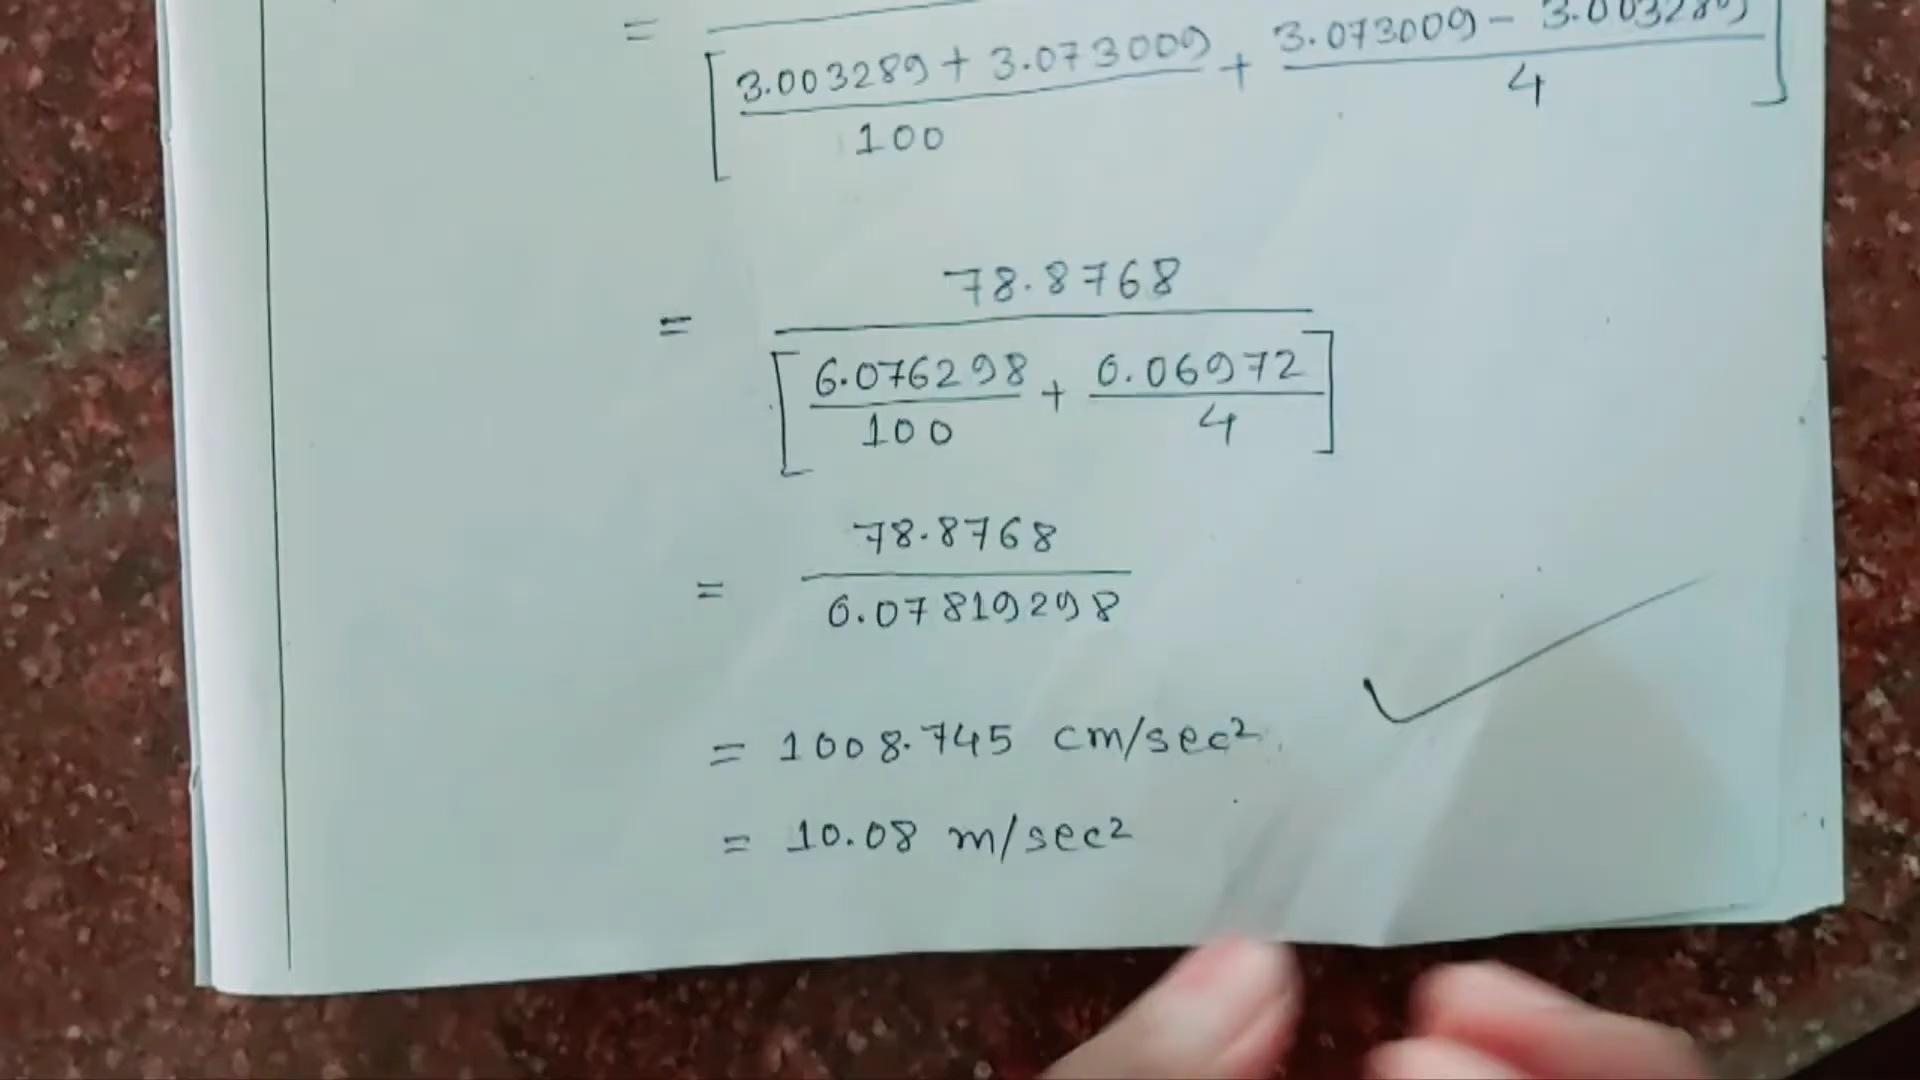 =
[ 3.003289 + 3.073009 / 100 + 3.073009 - 3.003289 / 4 ]
= 78.8768 / [ 6.076298 / 100 + 0.06972 / 4 ]
= 78.8768 / 0.07819298
= 1008.745 cm/sec²
= 10.08 m/sec²